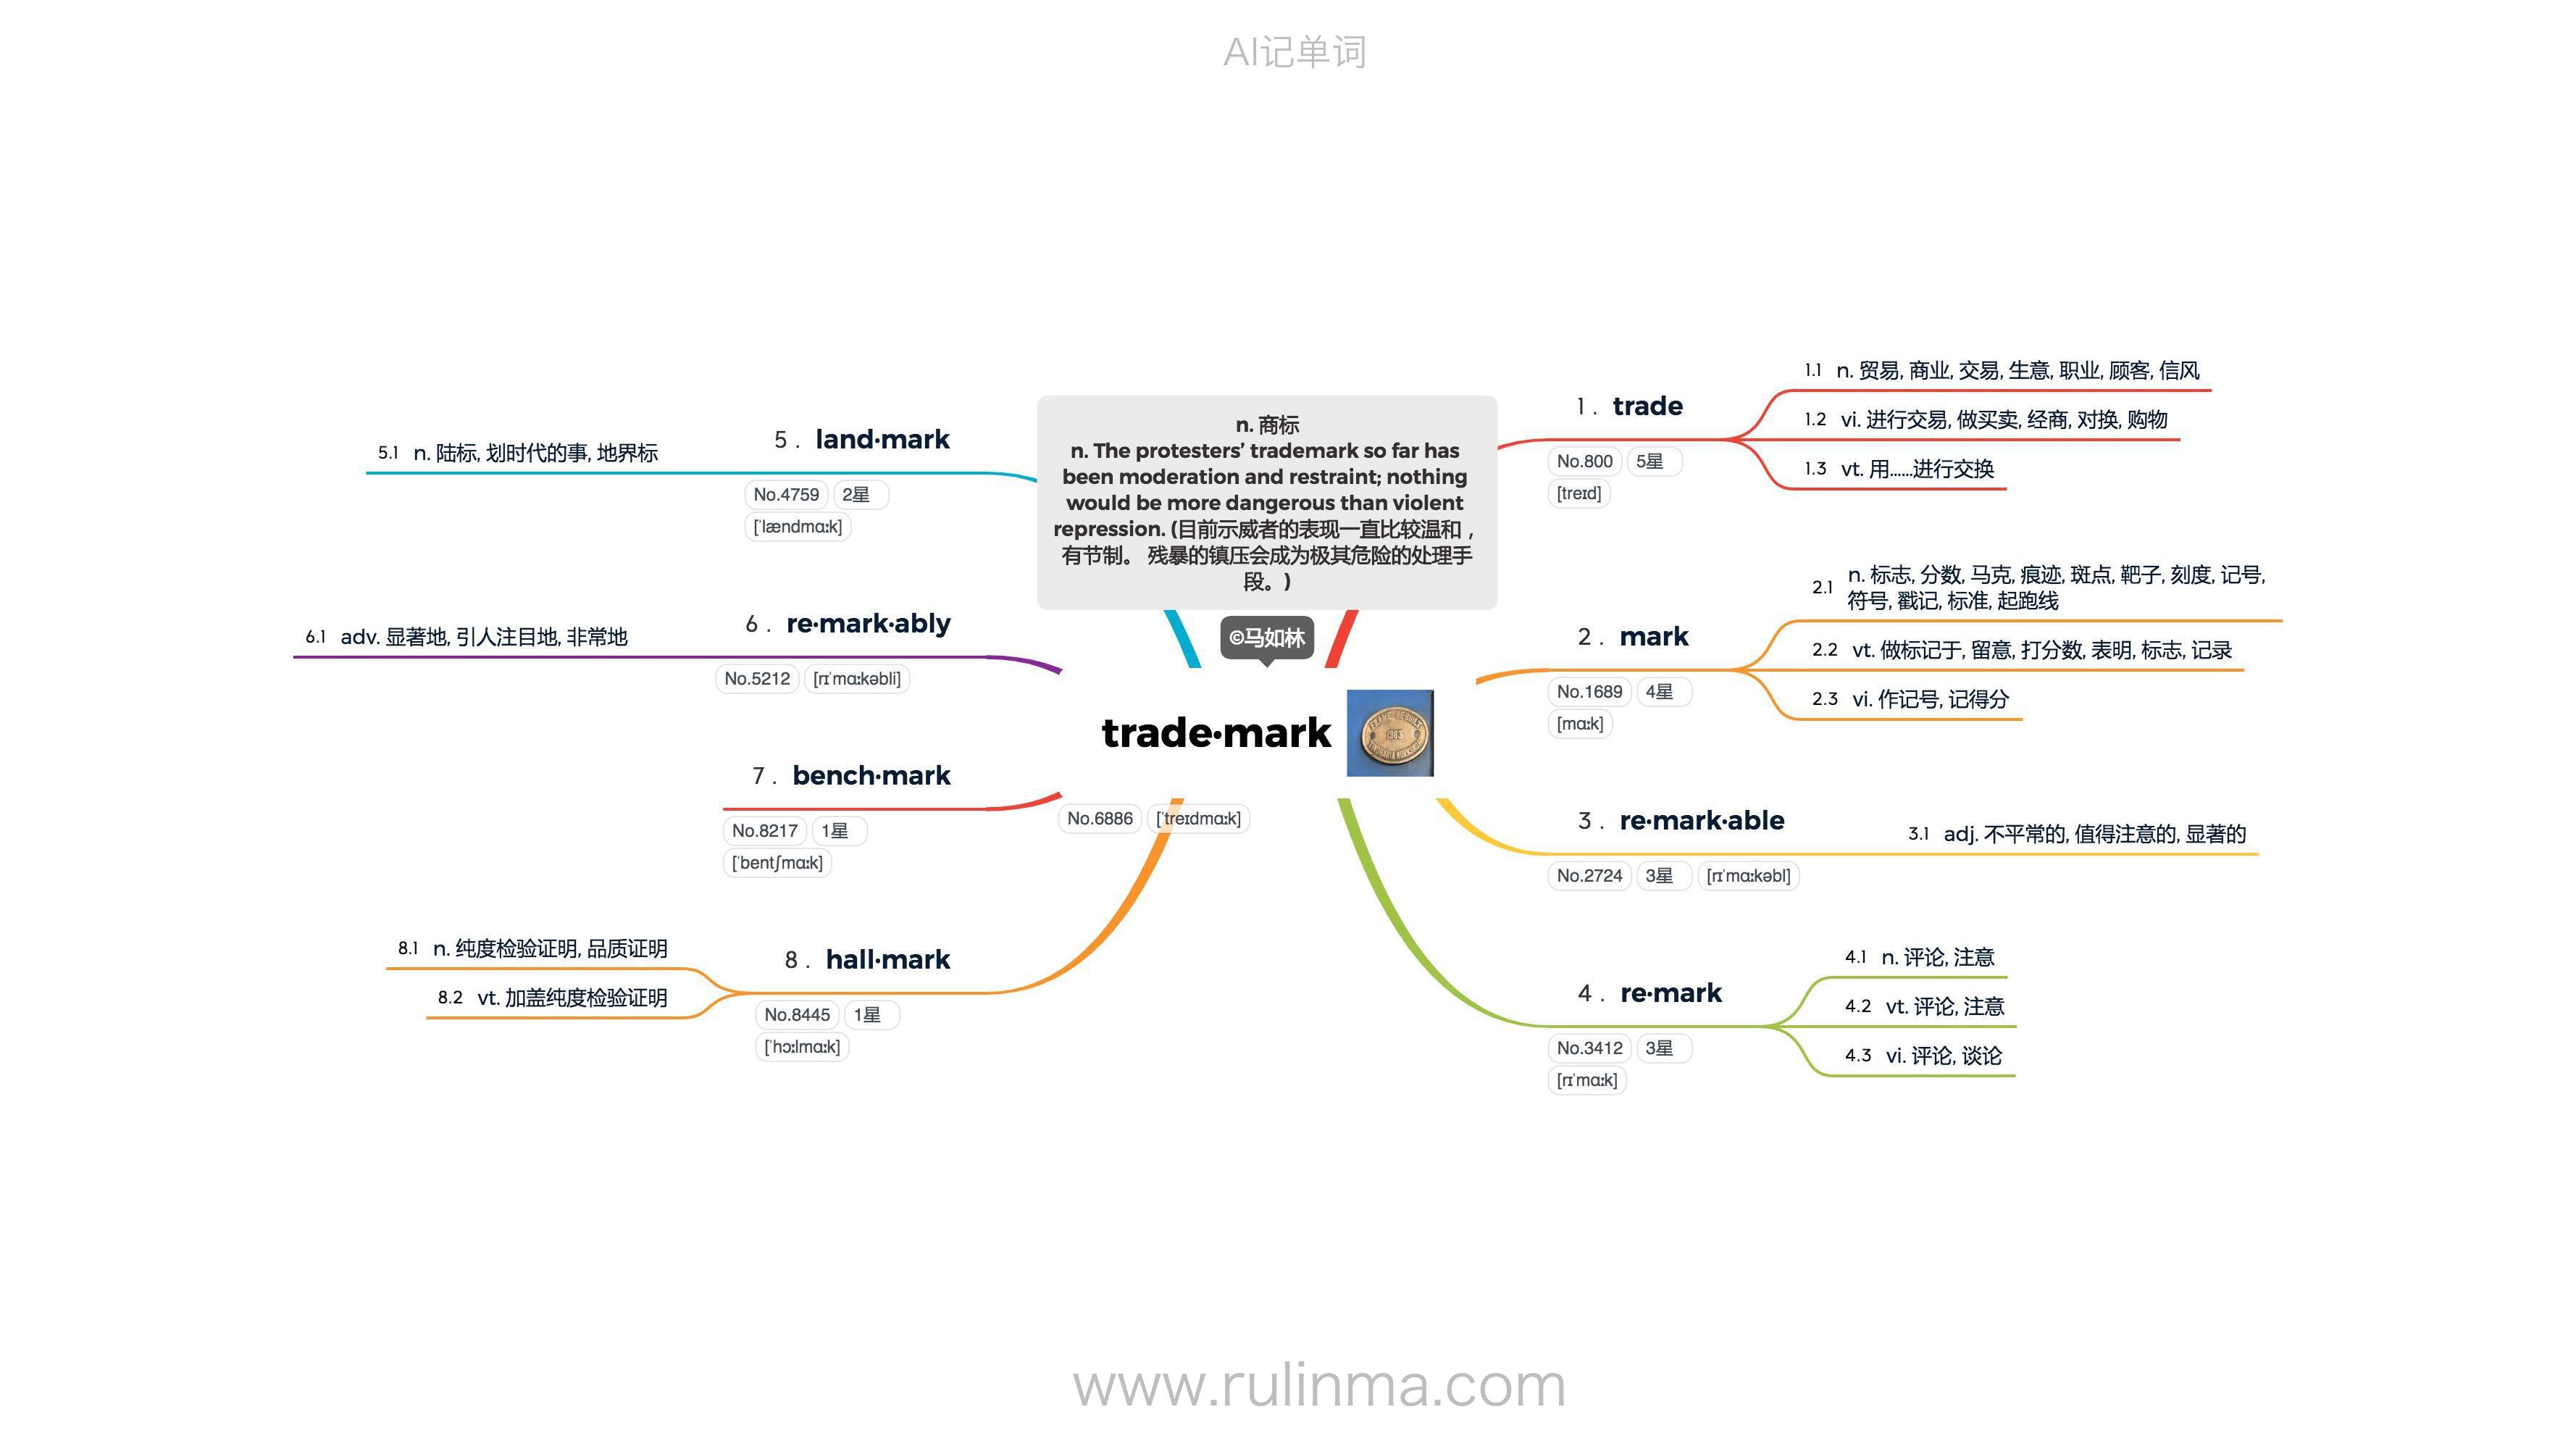 AI记单词
n. 商标
n. The protesters’ trademark so far has
been moderation and restraint; nothing
would be more dangerous than violent
repression. (目前示威者的表现一直比较温和，
有节制。 残暴的镇压会成为极其危险的处理手
段。)
©马如林
trade·mark
No.6886 [ˈtreɪdmɑːk]
1 . trade
No.800 5星
[treɪd]
1.1 n. 贸易, 商业, 交易, 生意, 职业, 顾客, 信风
1.2 vi. 进行交易, 做买卖, 经商, 对换, 购物
1.3 vt. 用......进行交换
2 . mark
No.1689 4星
[mɑːk]
2.1 n. 标志, 分数, 马克, 痕迹, 斑点, 靶子, 刻度, 记号,
符号, 戳记, 标准, 起跑线
2.2 vt. 做标记于, 留意, 打分数, 表明, 标志, 记录
2.3 vi. 作记号, 记得分
3 . re·mark·able
No.2724 3星 [rɪˈmɑːkəbl]
3.1 adj. 不平常的, 值得注意的, 显著的
4 . re·mark
No.3412 3星
[rɪˈmɑːk]
4.1 n. 评论, 注意
4.2 vt. 评论, 注意
4.3 vi. 评论, 谈论
5 . land·mark
No.4759 2星
[ˈlændmɑːk]
5.1 n. 陆标, 划时代的事, 地界标
6 . re·mark·ably
No.5212 [rɪˈmɑːkəbli]
6.1 adv. 显著地, 引人注目地, 非常地
7 . bench·mark
No.8217 1星
[ˈbentʃmɑːk]
8 . hall·mark
No.8445 1星
[ˈhɔːlmɑːk]
8.1 n. 纯度检验证明, 品质证明
8.2 vt. 加盖纯度检验证明
www.rulinma.com